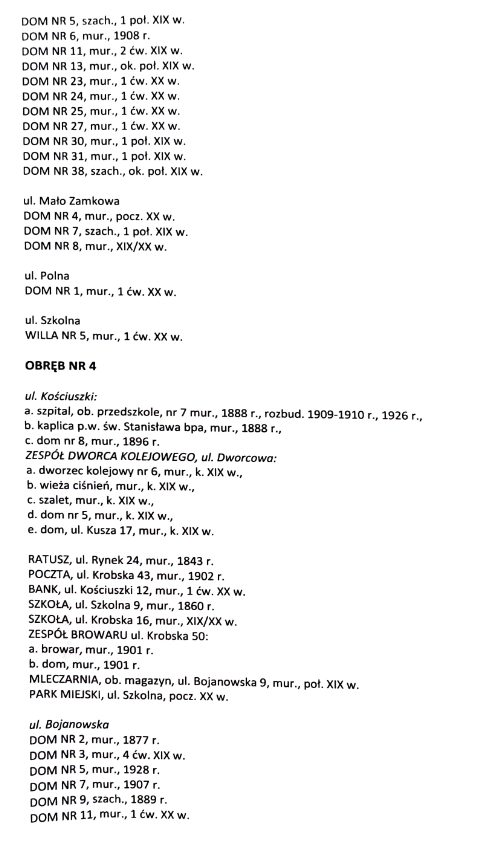 DOM NR 5, szach., 1 poł. XIX w.
DOM NR 6, mur., 1908 r.
DOM NR 11, mur., 2 ćw. XIX w.
DOM NR 13, mur., ok. poł. XIX w.
DOM NR 23, mur., 1 ćw. XX w.
DOM NR 24, mur., 1 ćw. XX w.
DOM NR 25, mur., 1 ćw. XX w.
DOM NR 27, mur., 1 ćw. XX w.
DOM NR 30, mur., 1 poł. XIX w.
DOM NR 31, mur., 1 poł. XIX w.
DOM NR 38, szach., ok. poł. XIX w.
ul. Mało Zamkowa
DOM NR 4, mur., pocz. XX w.
DOM NR 7, szach., 1 poł. XIX w.
DOM NR 8, mur., XIX/XX w.
ul. Polna
DOM NR 1, mur., 1 ćw. XX w.
ul. Szkolna
WILLA NR 5, mur., 1 ćw. XX w.
OBRĘB NR 4
ul. Kościuszki:
a. szpital, ob. przedszkole, nr 7 mur., 1888 r., rozbud. 1909-1910 r., 1926 r.,
b. kaplica p.w. św. Stanisława bpa, mur., 1888 r.,
c. dom nr 8, mur., 1896 r.
ZESPÓŁ DWORCA KOLEJOWEGO, ul. Dworcowa:
a. dworzec kolejowy nr 6, mur., k. XIX w.,
b. wieża ciśnień, mur., k. XIX w.,
c. szalet, mur., k. XIX w.,
d. dom nr 5, mur., k. XIX w.,
e. dom, ul. Kusza 17, mur., k. XIX w.
RATUSZ, ul. Rynek 24, mur., 1843 r.
POCZTA, ul. Krobska 43, mur., 1902 r.
BANK, ul. Kościuszki 12, mur., 1 ćw. XX w.
SZKOŁA, ul. Szkolna 9, mur., 1860 r.
SZKOŁA, ul. Krobska 16, mur., XIX/XX w.
ZESPÓŁ BROWARU ul. Krobska 50:
a. browar, mur., 1901 r.
b. dom, mur., 1901 r.
MLECZARNIA, ob. magazyn, ul. Bojanowska 9, mur., poł. XIX w.
PARK MIEJSKI, ul. Szkolna, pocz. XX w.
ul. Bojanowska
DOM NR 2, mur., 1877 r.
DOM NR 3, mur., 4 ćw. XIX w.
DOM NR 5, mur., 1928 r.
DOM NR 7, mur., 1907 r.
DOM NR 9, szach., 1889 r.
DOM NR 11, mur., 1 ćw. XX w.